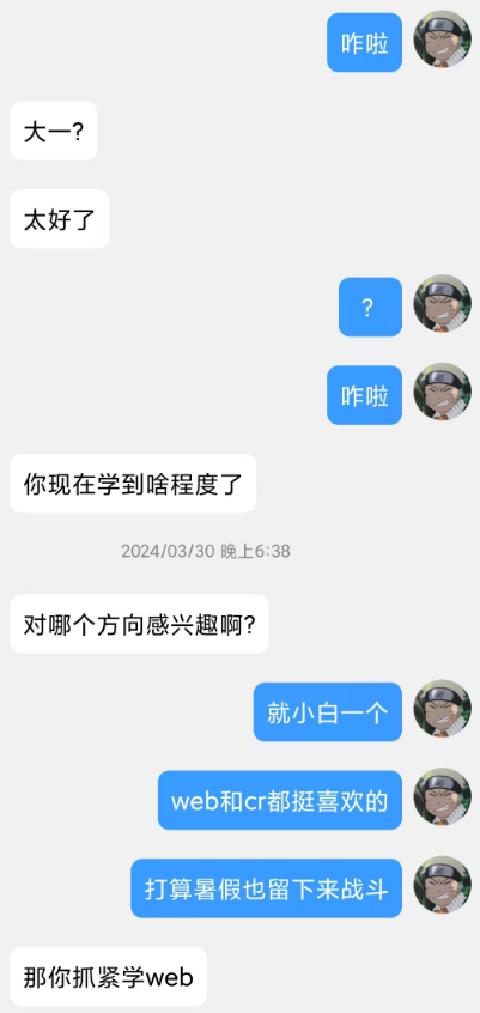 咋啦
大一?
太好了
?
咋啦
你现在学到啥程度了
2024/03/30 晚上6:38
对哪个方向感兴趣啊?
就小白一个
web和cr都挺喜欢的
打算暑假也留下来战斗
那你抓紧学web